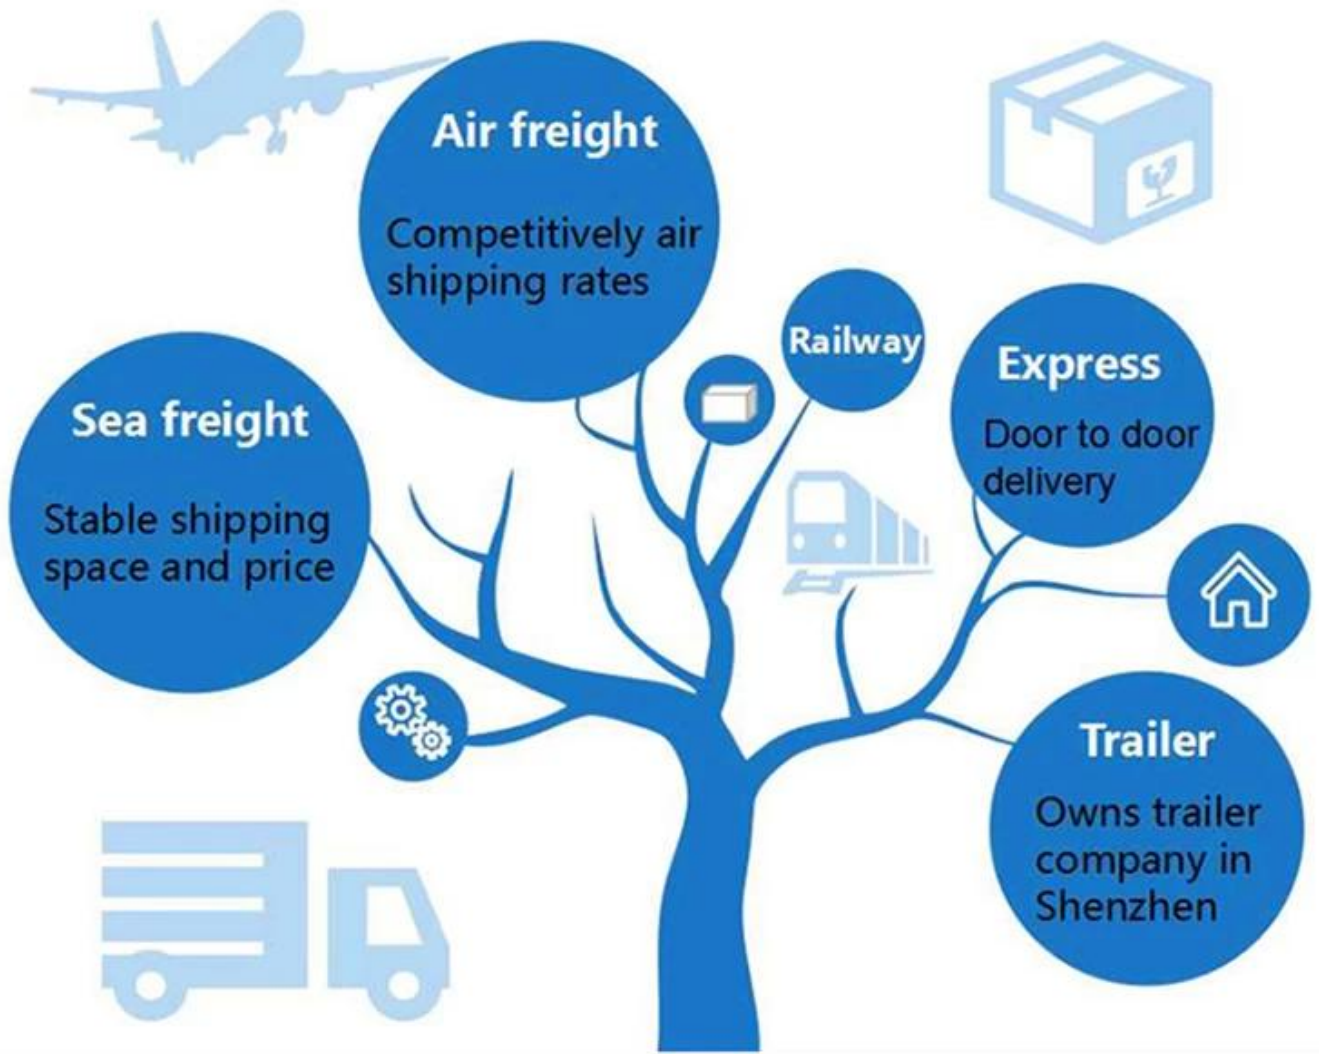 Air freight
Competitively air
shipping rates
Railway
Express
Door to door
delivery
Sea freight
Stable shipping
space and price
Trailer
Owns trailer
company in
Shenzhen